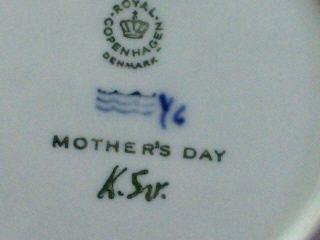 ROYAL
COPENHAGEN
DENMARK
Y6
MOTHER'S DAY
K.Sv.